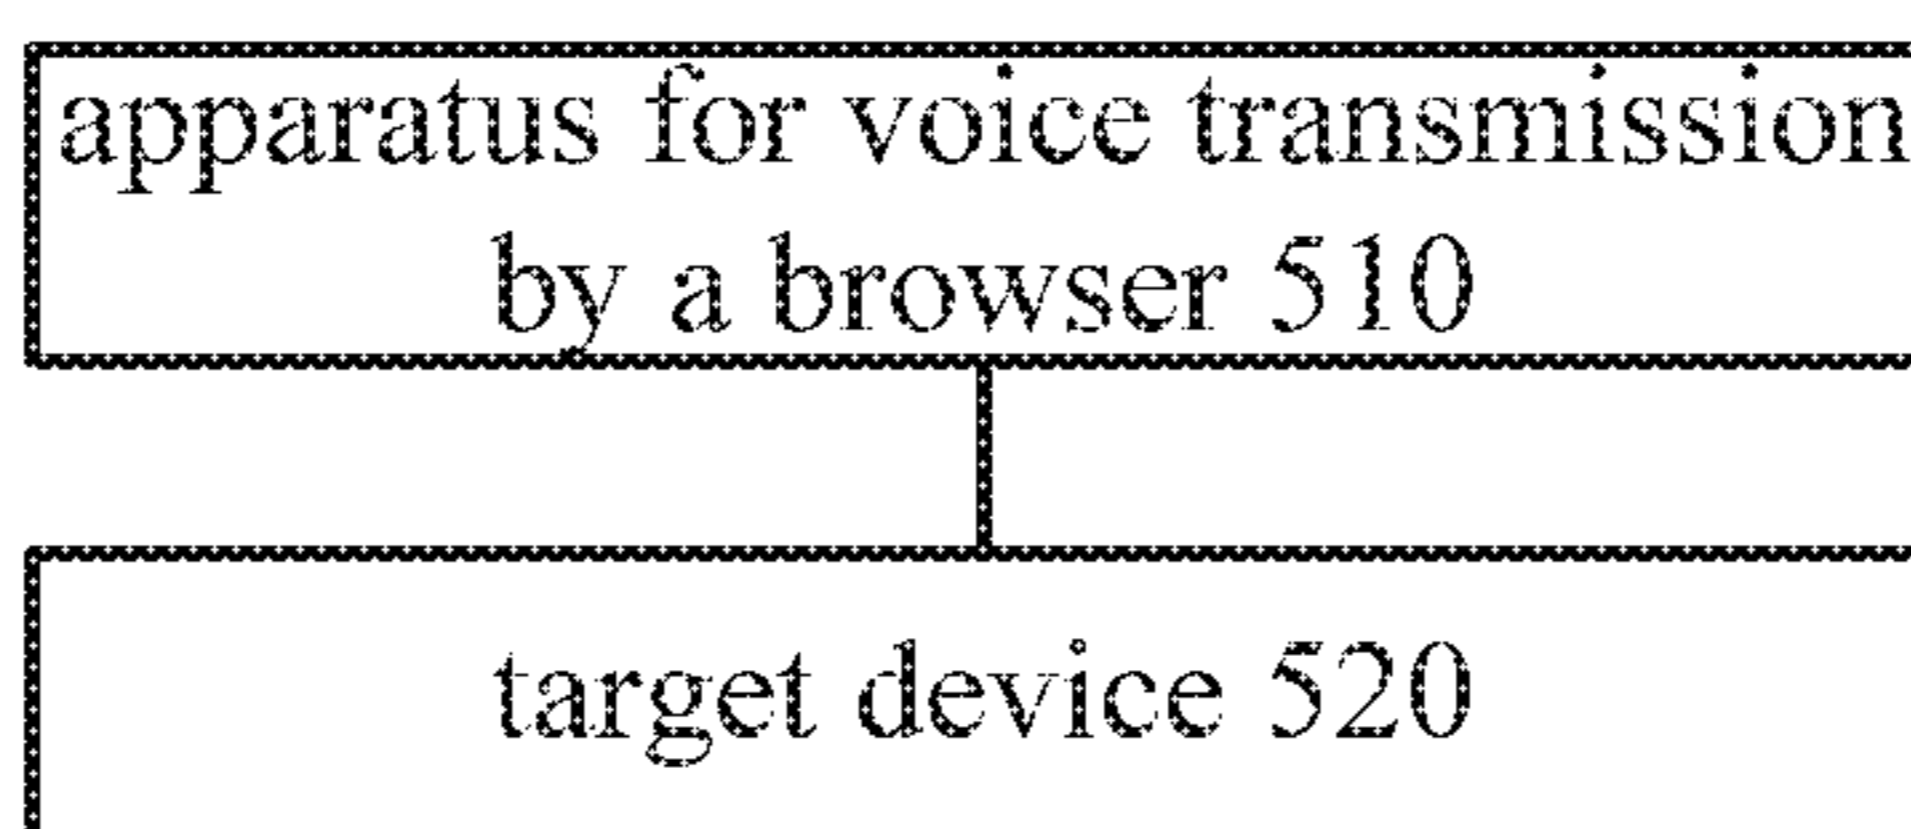 apparatus for voice transmission
by a browser 510
target device 520